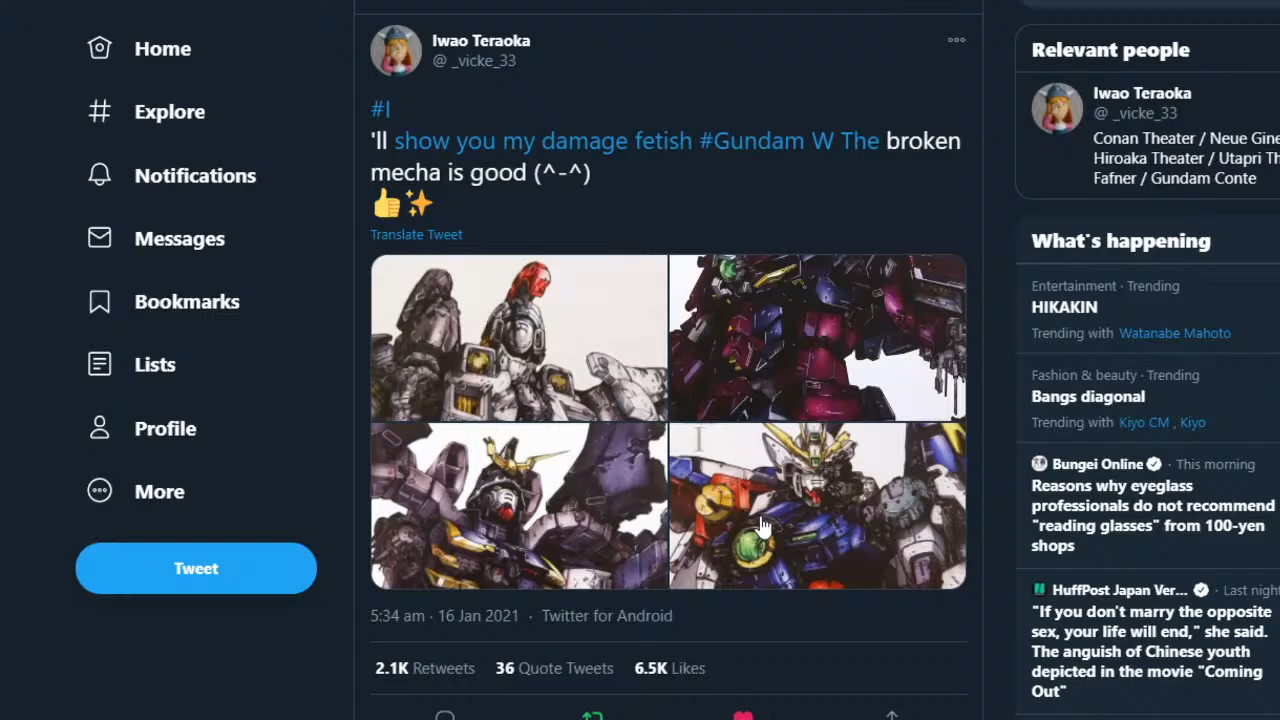 Home
Explore
Notifications
Messages
Bookmarks
Lists
Profile
More
Tweet
Iwao Teraoka
@ _vicke_33
#I
'll show you my damage fetish #Gundam W The broken
mecha is good (^-^)
👍✨
Translate Tweet
5:34 am · 16 Jan 2021 · Twitter for Android
2.1K Retweets 36 Quote Tweets 6.5K Likes
Relevant people
Iwao Teraoka
@ _vicke_33
Conan Theater / Neue Gine
Hiroaka Theater / Utapri Th
Fafner / Gundam Conte
What's happening
Entertainment · Trending
HIKAKIN
Trending with Watanabe Mahoto
Fashion & beauty · Trending
Bangs diagonal
Trending with Kiyo CM , Kiyo
Bungei Online · This morning
Reasons why eyeglass
professionals do not recommend
"reading glasses" from 100-yen
shops
HuffPost Japan Ver... · Last night
"If you don't marry the opposite
sex, your life will end," she said.
The anguish of Chinese youth
depicted in the movie "Coming
Out"